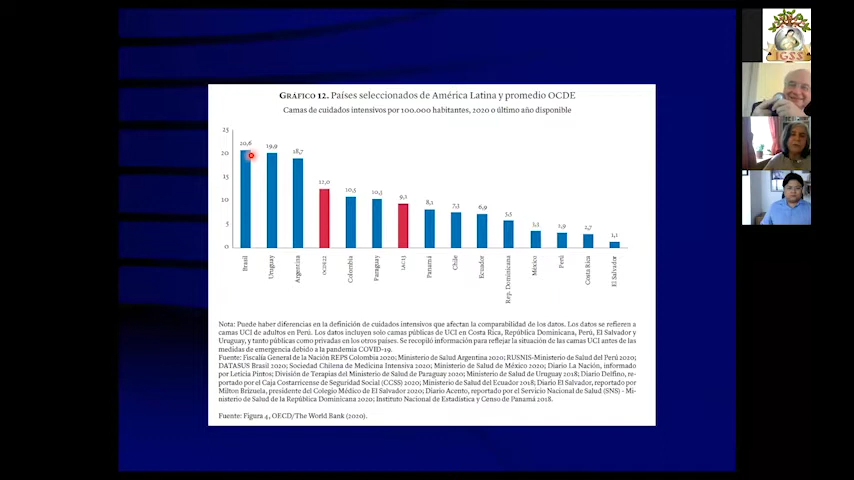 GRÁFICO 12. Países seleccionados de América Latina y promedio OCDE
Camas de cuidados intensivos por 100.000 habitantes, 2020 o último año disponible
25
20
15
10
5
0
20,6
19,9
18,7
12,0
10,5
10,5
9,1
8,1
7,3
6,9
2,7
1,1
Brasil
Uruguay
Argentina
OCDE22
Colombia
Paraguay
LAC13
Panamá
Chile
Ecuador
Rep. Dominicana
México
Perú
Costa Rica
El Salvador
Nota: Puede haber diferencias en la definición de cuidados intensivos que afectan la comparabilidad de los datos. Los datos se refieren a
camas UCI de adultos en Perú. Los datos incluyen solo camas públicas de UCI en Costa Rica, República Dominicana, Perú, El Salvador y
Uruguay, y tanto públicas como privadas en los otros países. Se recopiló información para reflejar la situación de las camas UCI antes de las
medidas de emergencia debido a la pandemia COVID-19.
Fuente: Fiscalía General de la Nación REPS Colombia 2020; Ministerio de Salud Argentina 2020; RUSNIS-Ministerio de Salud del Perú 2020;
DATASUS Brasil 2020; Sociedad Chilena de Medicina Intensiva 2020; Ministerio de Salud de México 2020; Diario La Nación, informado
por Leticia Pintos; División de Terapias del Ministerio de Salud de Paraguay 2020; Ministerio de Salud de Uruguay 2018; Diario Delfino, re-
portado por el Caja Costarricense de Seguridad Social (CCSS) 2020; Ministerio de Salud del Ecuador 2018; Diario El Salvador, reportado por
Milton Brizuela, presidente del Colegio Médico de El Salvador 2020; Diario Acento, reportado por el Servicio Nacional de Salud (SNS) - Mi-
nisterio de Salud de la República Dominicana 2020; Instituto Nacional de Estadística y Censo de Panamá 2018.
Fuente: Figura 4, OECD/The World Bank (2020).
IGSS